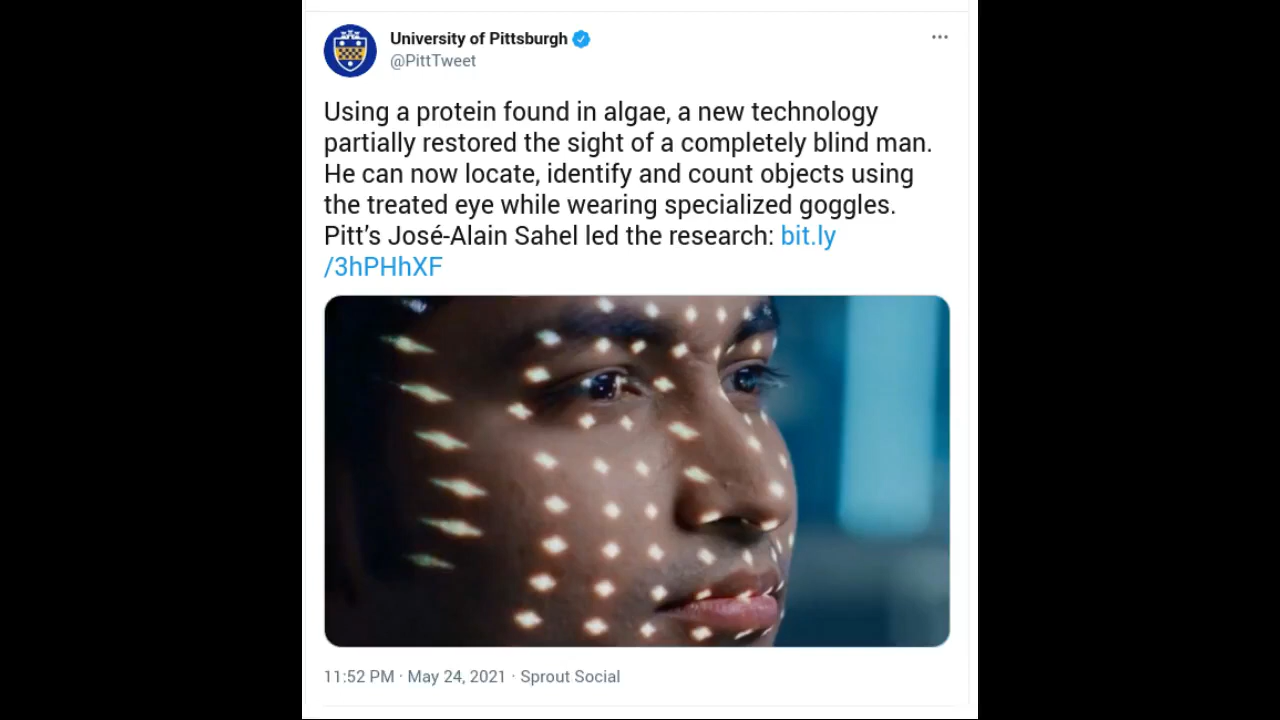 University of Pittsburgh
@PittTweet
Using a protein found in algae, a new technology
partially restored the sight of a completely blind man.
He can now locate, identify and count objects using
the treated eye while wearing specialized goggles.
Pitt’s José-Alain Sahel led the research: bit.ly
/3hPHhXF
11:52 PM · May 24, 2021 · Sprout Social